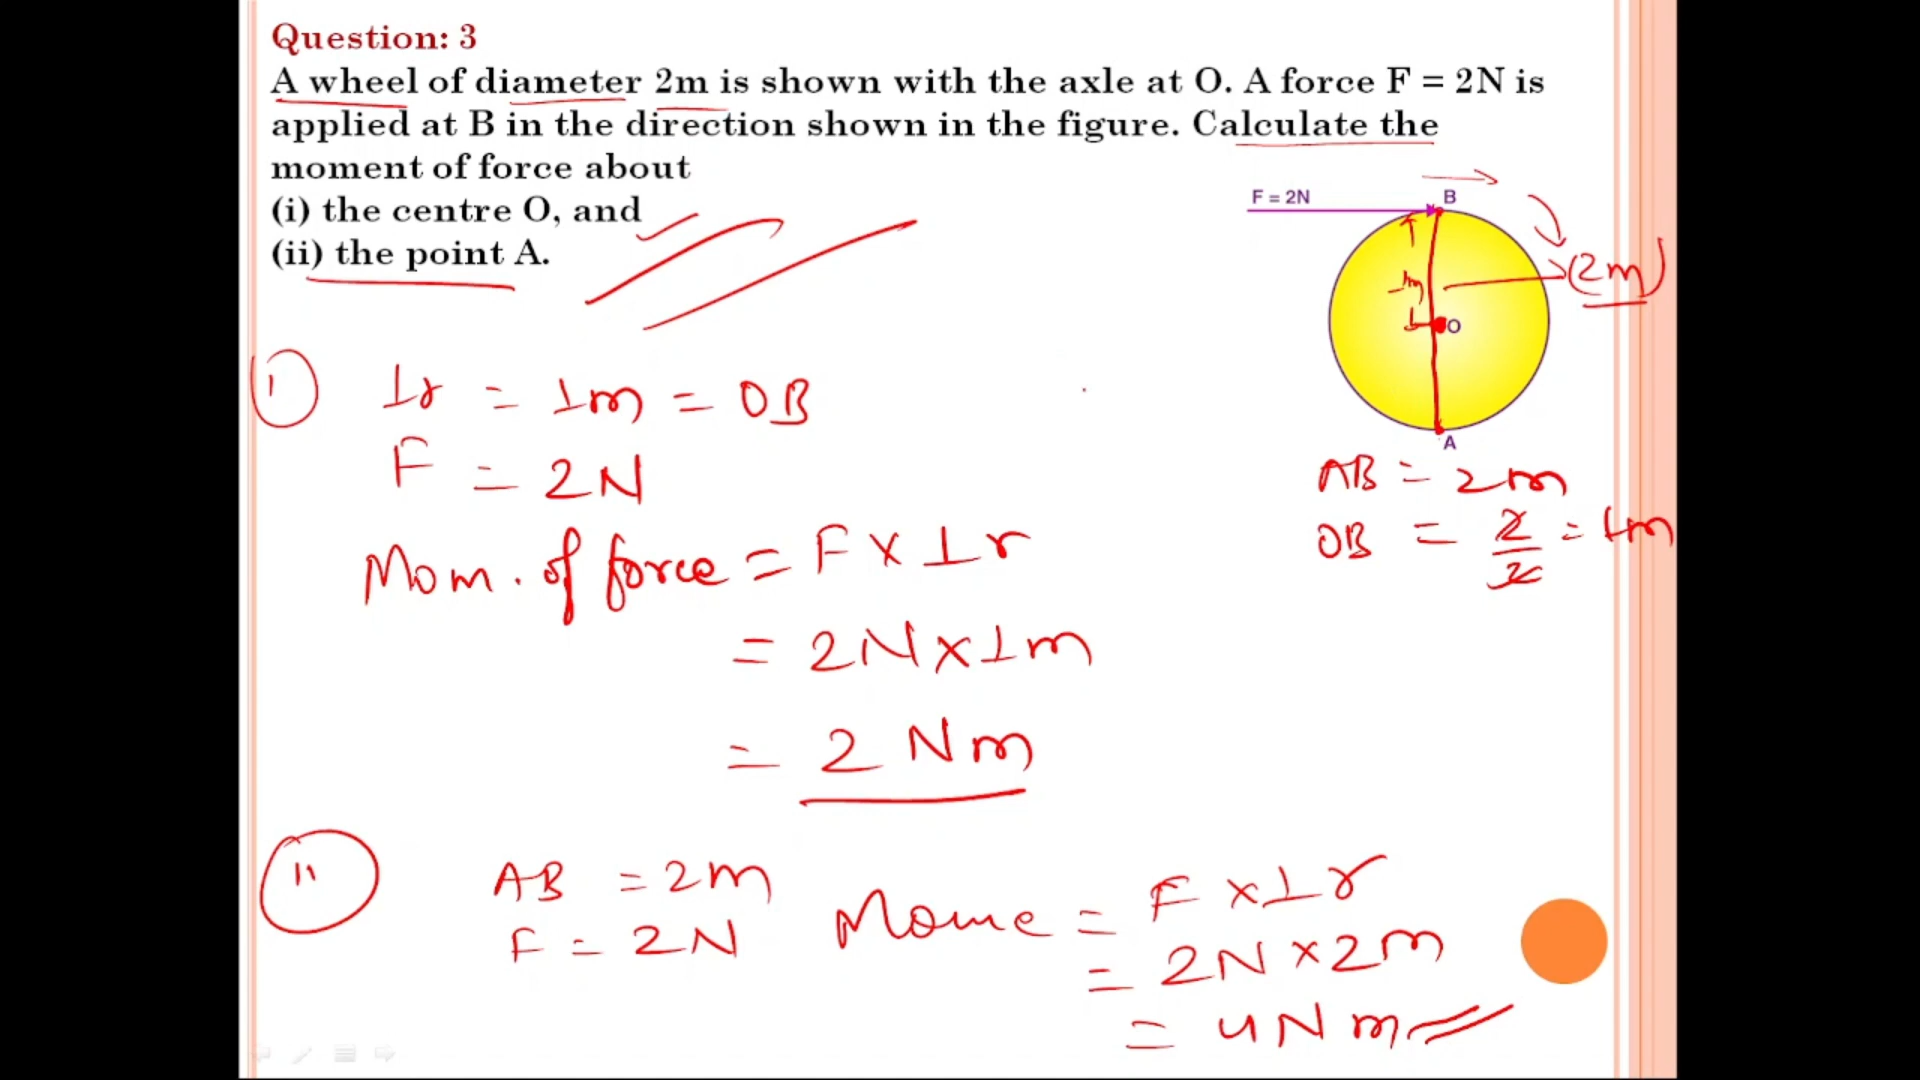 Question: 3
A wheel of diameter 2m is shown with the axle at O. A force F = 2N is
applied at B in the direction shown in the figure. Calculate the
moment of force about
(i) the centre O, and
(ii) the point A.
F = 2N
B
1m
(2m)
O
A
AB = 2m
OB = 2/2 = 1m
i
⊥r = 1m = OB
F = 2N
Mom. of force = F × ⊥r
= 2N × 1m
= 2 Nm
ii
AB = 2m
F = 2N
Mome = F × ⊥r
= 2N × 2m
= 4Nm